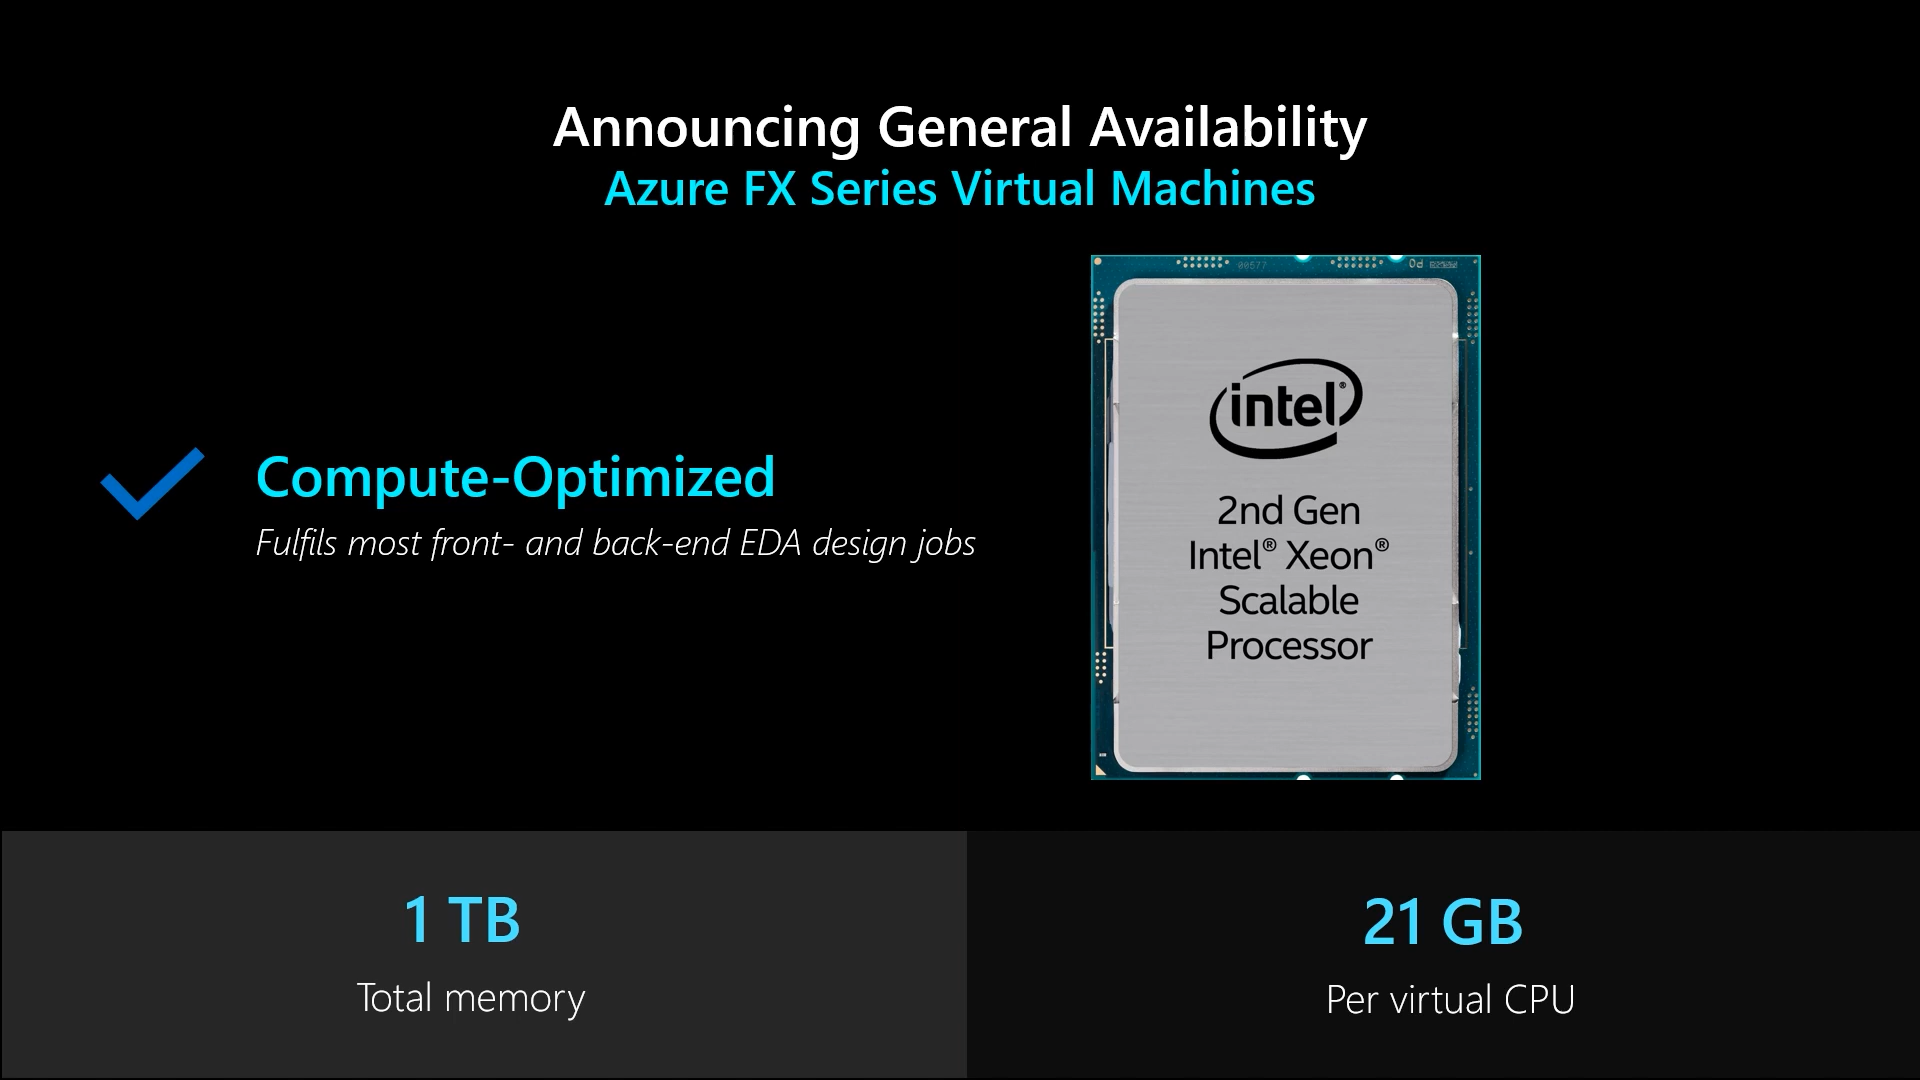 Announcing General Availability
Azure FX Series Virtual Machines
Compute-Optimized
Fulfils most front- and back-end EDA design jobs
00577
intel®
2nd Gen
Intel® Xeon®
Scalable
Processor
1 TB
Total memory
21 GB
Per virtual CPU